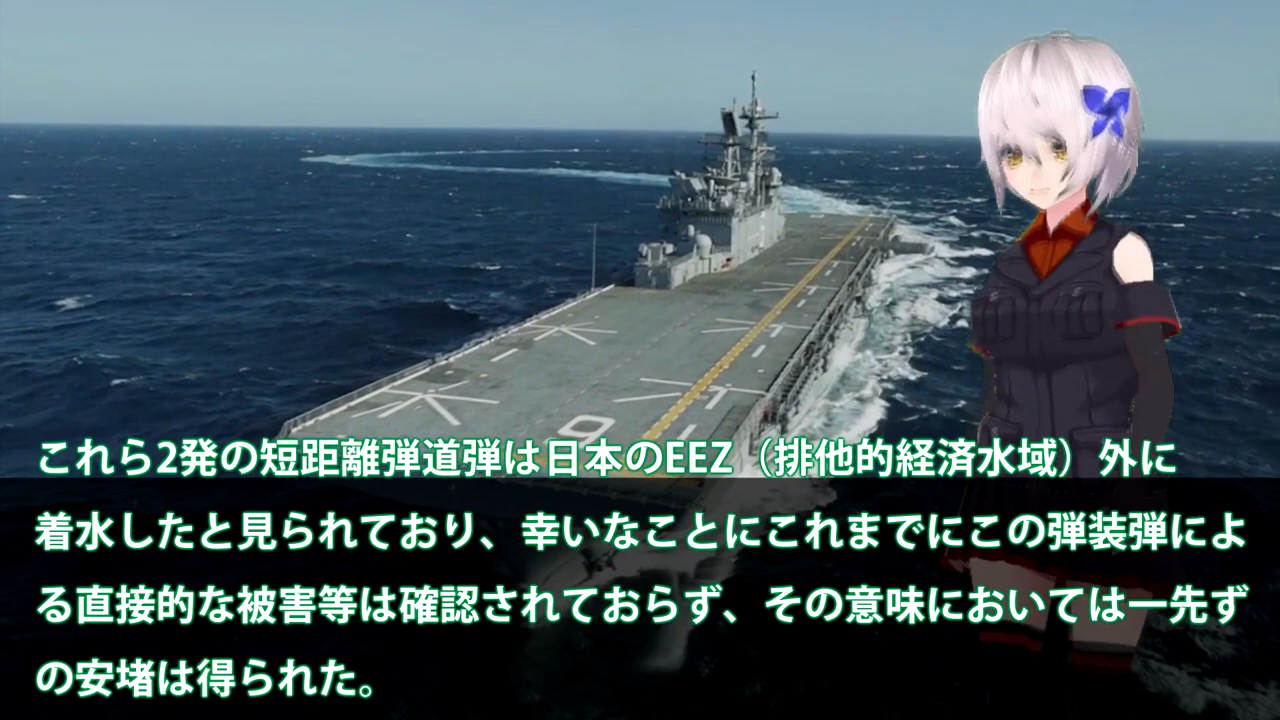 これら2発の短距離弾道弾は日本のEEZ（排他的経済水域）外に
着水したと見られており、幸いなことにこれまでにこの弾装弾によ
る直接的な被害等は確認されておらず、その意味においては一先ず
の安堵は得られた。